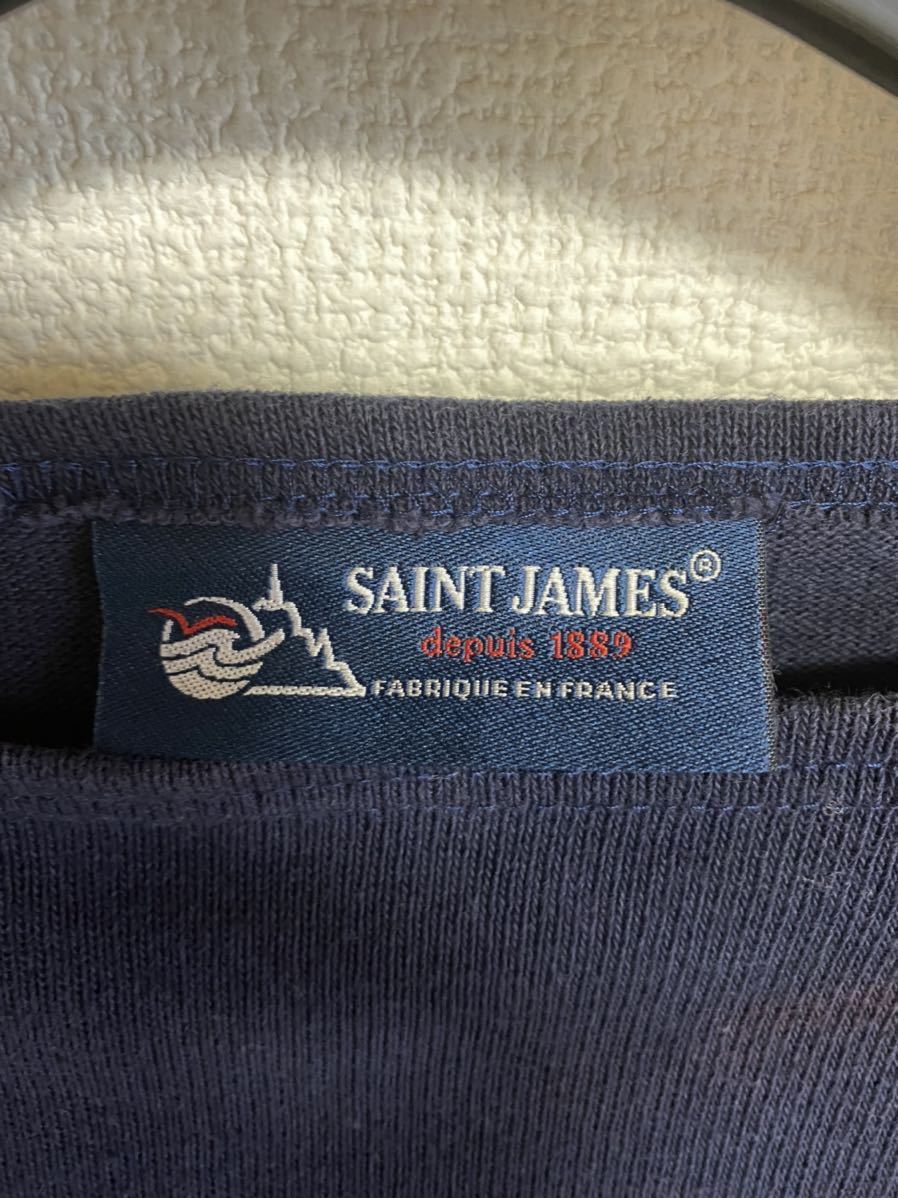 SAINT JAMES®
depuis 1889
FABRIQUE EN FRANCE